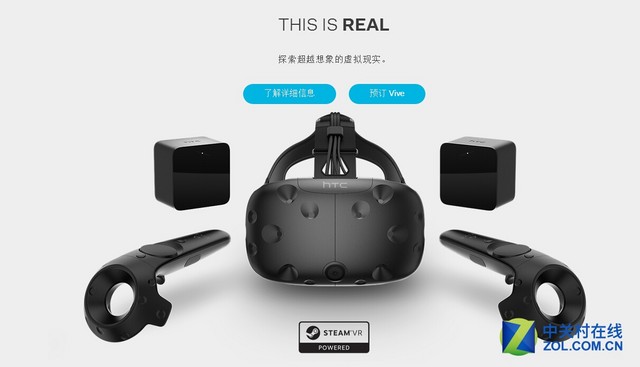 THIS IS REAL
探索超越想象的虚拟现实。
了解详细信息
预订 Vive
hTC
STEAM VR
POWERED
中关村在线
ZOL.COM.CN